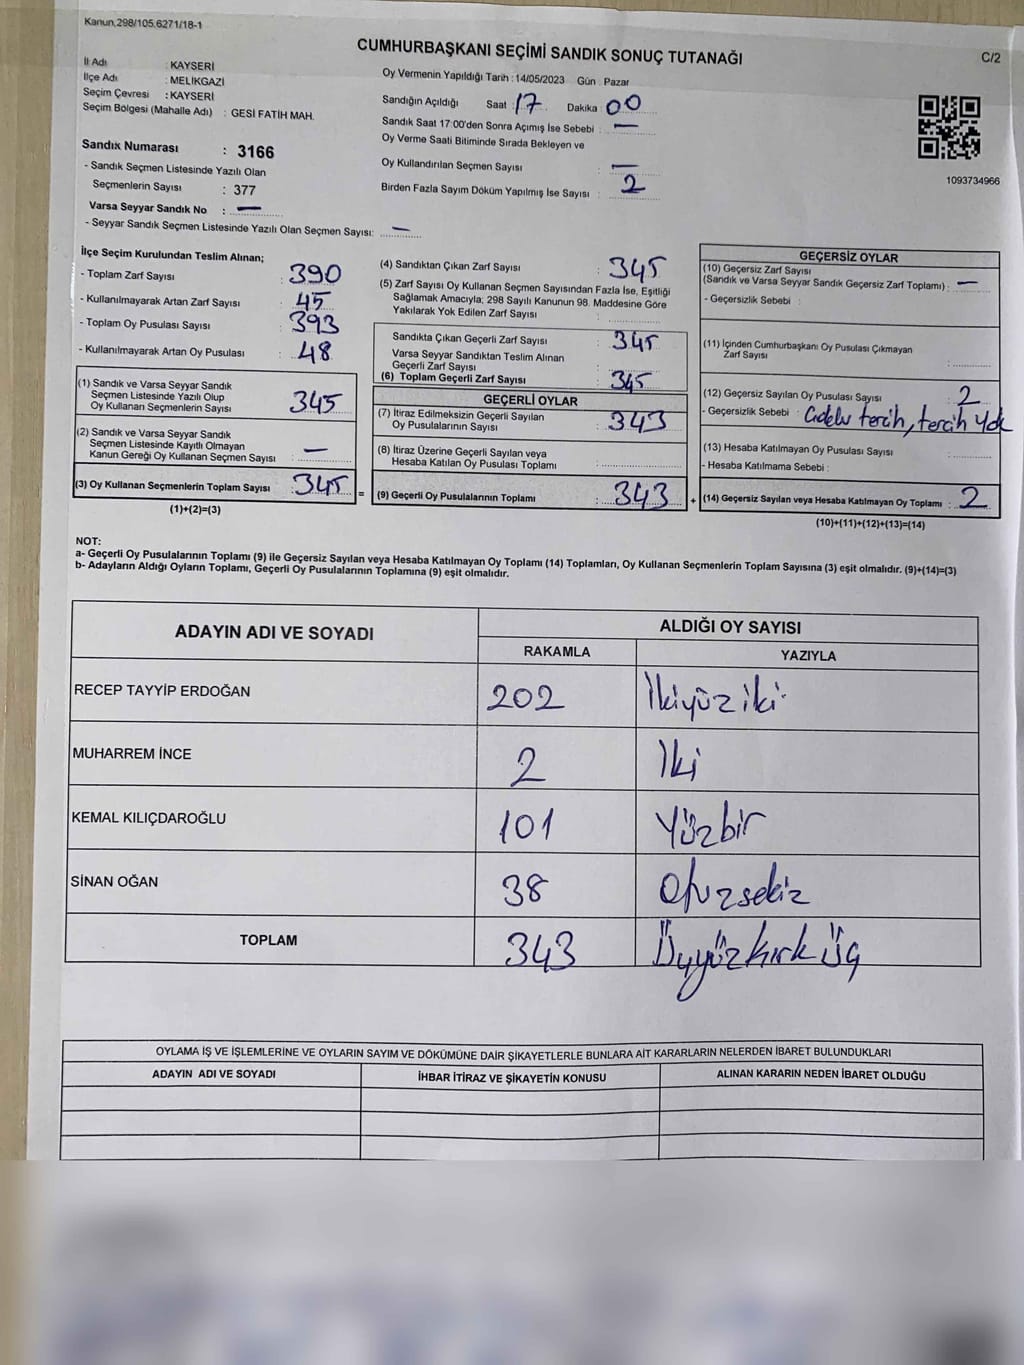 Kanun,298/105,6271/18-1
CUMHURBAŞKANI SEÇİMİ SANDIK SONUÇ TUTANAĞI
C/2
İl Adı : KAYSERİ
İlçe Adı : MELİKGAZİ
Seçim Çevresi : KAYSERİ
Seçim Bölgesi (Mahalle Adı) : GESİ FATİH MAH.
Sandık Numarası : 3166
- Sandık Seçmen Listesinde Yazılı Olan
Seçmenlerin Sayısı : 377
Varsa Seyyar Sandık No : —
- Seyyar Sandık Seçmen Listesinde Yazılı Olan Seçmen Sayısı: —
Oy Vermenin Yapıldığı Tarih : 14/05/2023 Gün : Pazar
Sandığın Açıldığı Saat : 17 Dakika : 00
Sandık Saat 17:00'den Sonra Açımış İse Sebebi : —
Oy Verme Saati Bitiminde Sırada Bekleyen ve
Oy Kullandırılan Seçmen Sayısı : —
Birden Fazla Sayım Döküm Yapılmış İse Sayısı : 2
1093734966
İlçe Seçim Kurulundan Teslim Alınan;
- Toplam Zarf Sayısı : 390
- Kullanılmayarak Artan Zarf Sayısı : 45
- Toplam Oy Pusulası Sayısı : 393
- Kullanılmayarak Artan Oy Pusulası : 48
(1) Sandık ve Varsa Seyyar Sandık
Seçmen Listesinde Yazılı Olup
Oy Kullanan Seçmenlerin Sayısı : 345
(2) Sandık ve Varsa Seyyar Sandık
Seçmen Listesinde Kayıtlı Olmayan
Kanun Gereği Oy Kullanan Seçmen Sayısı : —
(3) Oy Kullanan Seçmenlerin Toplam Sayısı : 345 =
(1)+(2)=(3)
(4) Sandıktan Çıkan Zarf Sayısı : 345
(5) Zarf Sayısı Oy Kullanan Seçmen Sayısından Fazla İse, Eşitliği
Sağlamak Amacıyla; 298 Sayılı Kanunun 98. Maddesine Göre
Yakılarak Yok Edilen Zarf Sayısı :
Sandıkta Çıkan Geçerli Zarf Sayısı : 345
Varsa Seyyar Sandıktan Teslim Alınan
Geçerli Zarf Sayısı :
(6) Toplam Geçerli Zarf Sayısı : 345
GEÇERLİ OYLAR
(7) İtiraz Edilmeksizin Geçerli Sayılan
Oy Pusulalarının Sayısı : 343
(8) İtiraz Üzerine Geçerli Sayılan veya
Hesaba Katılan Oy Pusulası Toplamı :
(9) Geçerli Oy Pusulalarının Toplamı : 343 +
GEÇERSİZ OYLAR
(10) Geçersiz Zarf Sayısı
(Sandık ve Varsa Seyyar Sandık Geçersiz Zarf Toplamı) : —
- Geçersizlik Sebebi :
(11) İçinden Cumhurbaşkanı Oy Pusulası Çıkmayan
Zarf Sayısı :
(12) Geçersiz Sayılan Oy Pusulası Sayısı : 2
- Geçersizlik Sebebi : tercih, tercih yok
(13) Hesaba Katılmayan Oy Pusulası Sayısı :
- Hesaba Katılmama Sebebi :
(14) Geçersiz Sayılan veya Hesaba Katılmayan Oy Toplamı : 2
(10)+(11)+(12)+(13)=(14)
NOT:
a- Geçerli Oy Pusulalarının Toplamı (9) ile Geçersiz Sayılan veya Hesaba Katılmayan Oy Toplamı (14) Toplamları, Oy Kullanan Seçmenlerin Toplam Sayısına (3) eşit olmalıdır. (9)+(14)=(3)
b- Adayların Aldığı Oyların Toplamı, Geçerli Oy Pusulalarının Toplamına (9) eşit olmalıdır.
ADAYIN ADI VE SOYADI ALDIĞI OY SAYISI
RAKAMLA YAZIYLA
RECEP TAYYİP ERDOĞAN 202 İkiyüz iki
MUHARREM İNCE 2 İki
KEMAL KILIÇDAROĞLU 101 Yüzbir
SİNAN OĞAN 38 Otuzsekiz
TOPLAM 343 Üçyüzkırk üç
OYLAMA İŞ VE İŞLEMLERİNE VE OYLARIN SAYIM VE DÖKÜMÜNE DAİR ŞİKAYETLERLE BUNLARA AİT KARARLARIN NELERDEN İBARET BULUNDUKLARI
ADAYIN ADI VE SOYADI İHBAR İTİRAZ VE ŞİKAYETİN KONUSU ALINAN KARARIN NEDEN İBARET OLDUĞU